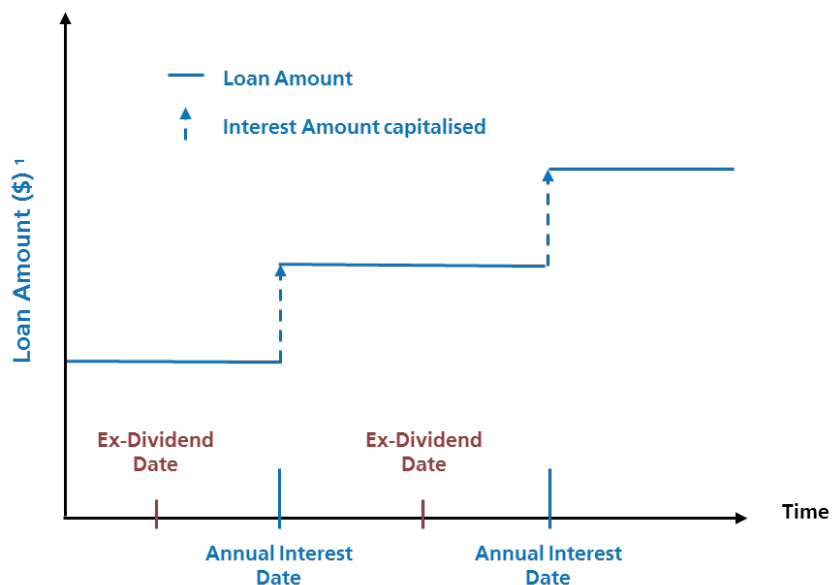 Loan Amount
Interest Amount capitalised
Loan Amount ($) ¹
Ex-Dividend
Date
Ex-Dividend
Date
Time
Annual Interest
Date
Annual Interest
Date